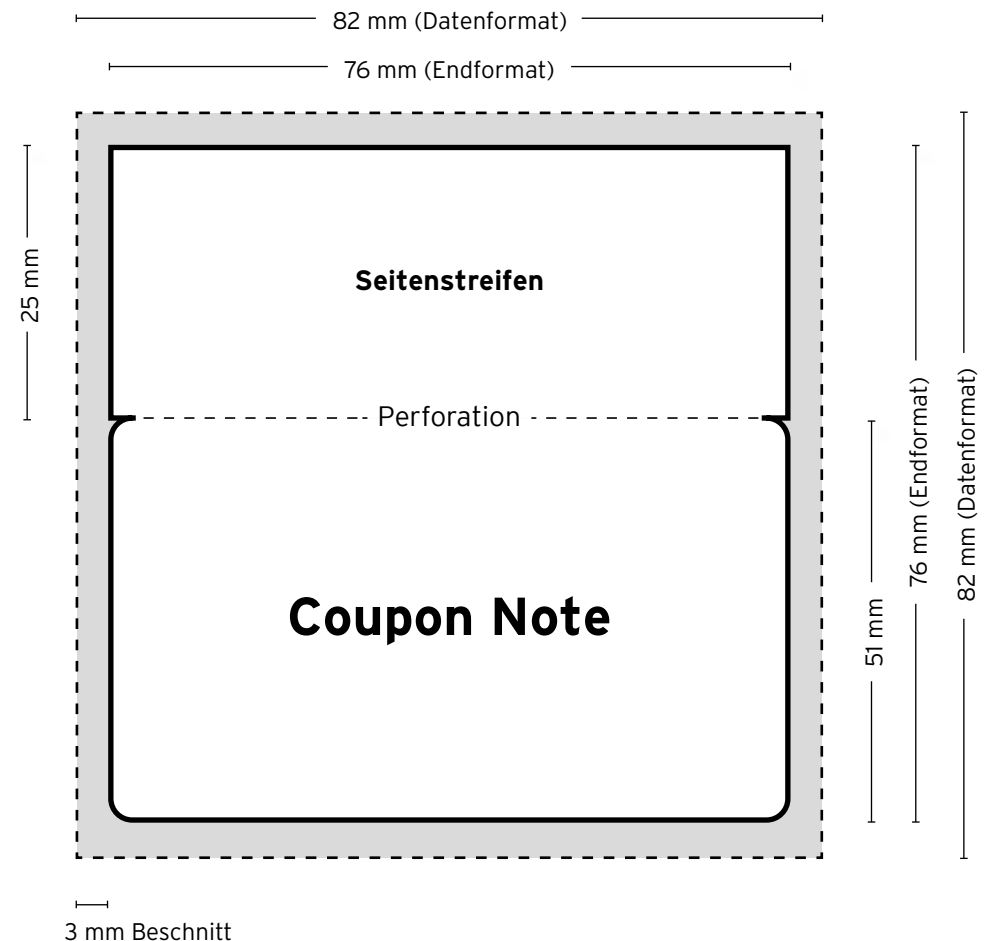 82 mm (Datenformat)
76 mm (Endformat)
25 mm
Seitenstreifen
Perforation
Coupon Note
51 mm
76 mm (Endformat)
82 mm (Datenformat)
3 mm Beschnitt